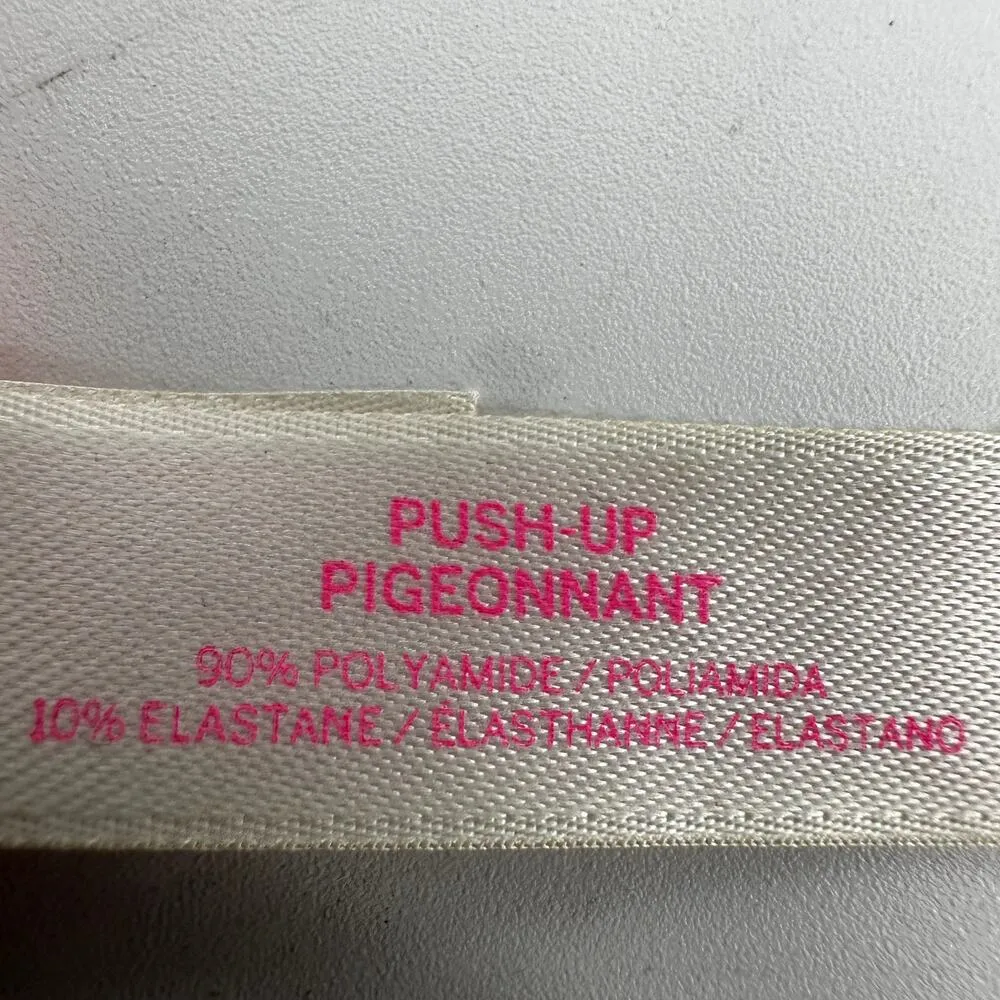 PUSH-UP
PIGEONNANT
90% POLYAMIDE / POLIAMIDA
10% ELASTANE / ÉLASTHANNE / ELASTANO